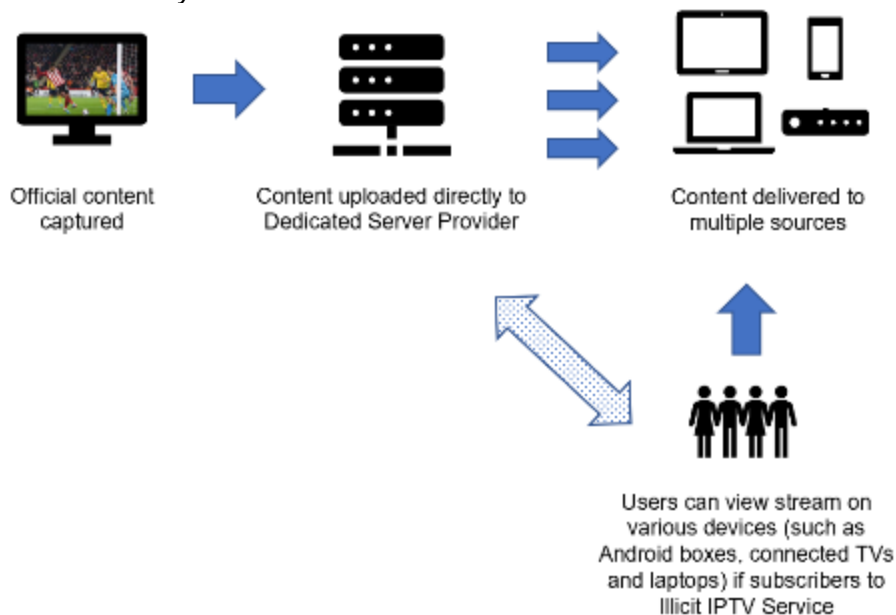 Official content
captured
Content uploaded directly to
Dedicated Server Provider
Content delivered to
multiple sources
Users can view stream on
various devices (such as
Android boxes, connected TVs
and laptops) if subscribers to
Illicit IPTV Service